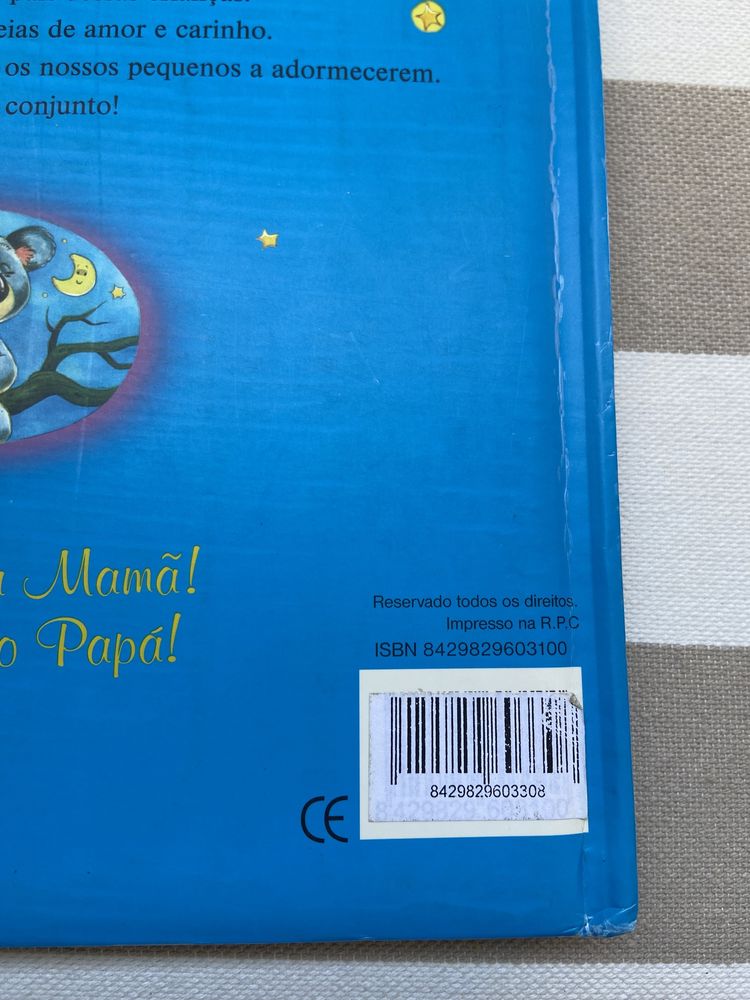 eias de amor e carinho.
os nossos pequenos a adormecerem.
conjunto!
Mamã!
o Papá!
Reservado todos os direitos.
Impresso na R.P.C
ISBN 8429829603100
8429829603308
CE